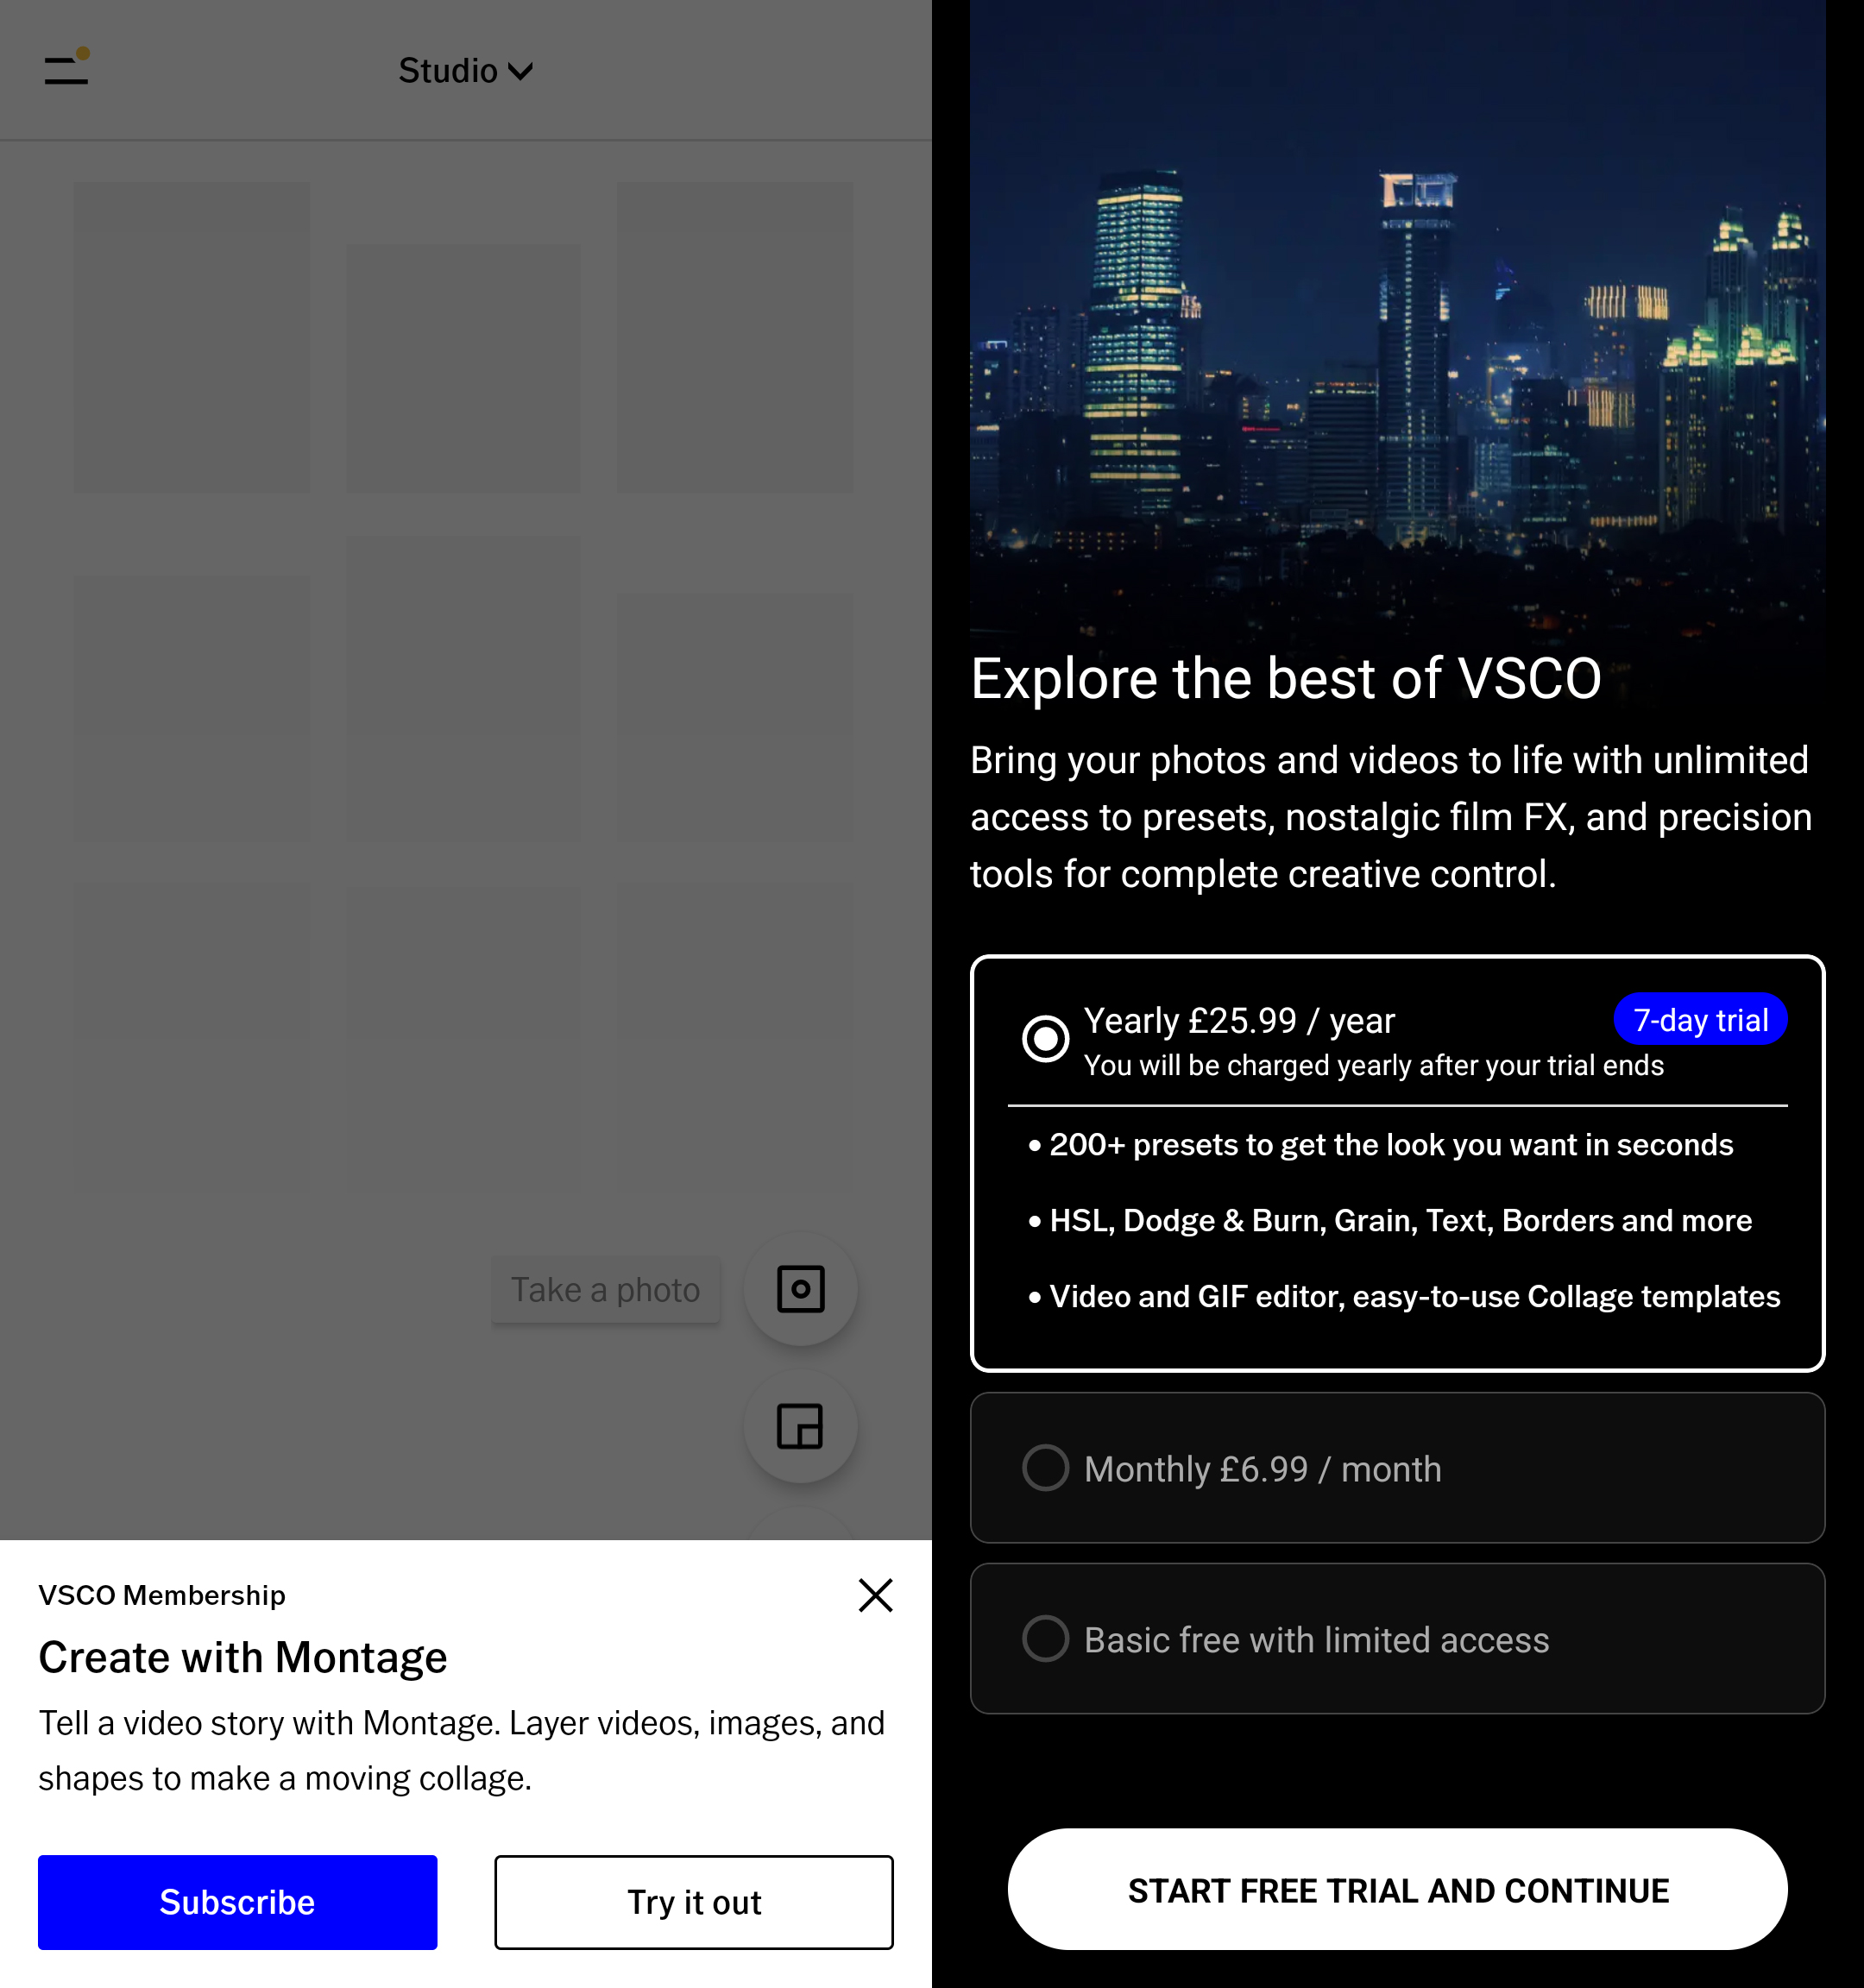 Studio
Take a photo
VSCO Membership
Create with Montage
Tell a video story with Montage. Layer videos, images, and
shapes to make a moving collage.
Subscribe
Try it out
Explore the best of VSCO
Bring your photos and videos to life with unlimited
access to presets, nostalgic film FX, and precision
tools for complete creative control.
Yearly £25.99 / year
7-day trial
You will be charged yearly after your trial ends
• 200+ presets to get the look you want in seconds
• HSL, Dodge & Burn, Grain, Text, Borders and more
• Video and GIF editor, easy-to-use Collage templates
Monthly £6.99 / month
Basic free with limited access
START FREE TRIAL AND CONTINUE